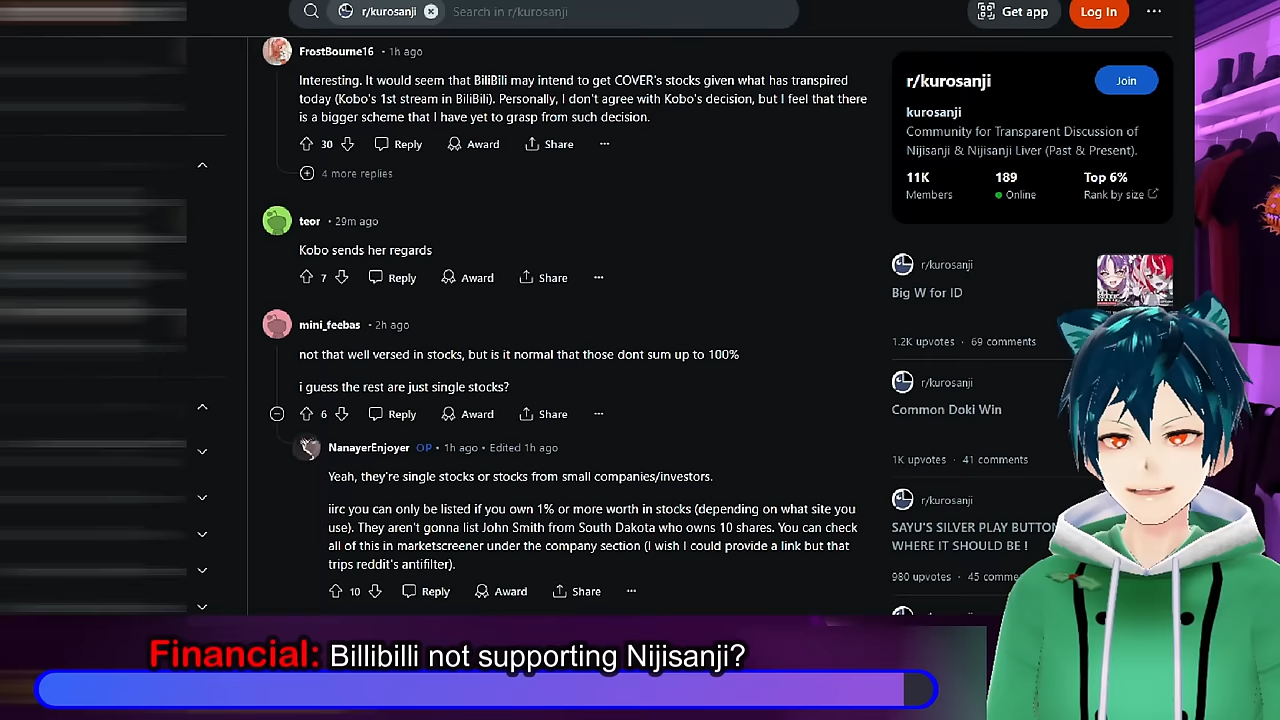 r/kurosanji
Search in r/kurosanji
Get app
Log In
FrostBourne16 • 1h ago
Interesting. It would seem that BiliBili may intend to get COVER's stocks given what has transpired
today (Kobo's 1st stream in BiliBili). Personally, I don't agree with Kobo's decision, but I feel that there
is a bigger scheme that I have yet to grasp from such decision.
30 Reply Award Share
4 more replies
teor • 29m ago
Kobo sends her regards
7 Reply Award Share
mini_feebas • 2h ago
not that well versed in stocks, but is it normal that those dont sum up to 100%
i guess the rest are just single stocks?
6 Reply Award Share
NanayerEnjoyer OP • 1h ago • Edited 1h ago
Yeah, they're single stocks or stocks from small companies/investors.
iirc you can only be listed if you own 1% or more worth in stocks (depending on what site you
use). They aren't gonna list John Smith from South Dakota who owns 10 shares. You can check
all of this in marketscreener under the company section (I wish I could provide a link but that
trips reddit's antifilter).
10 Reply Award Share
r/kurosanji
Join
kurosanji
Community for Transparent Discussion of
Nijisanji & Nijisanji Liver (Past & Present).
11K 189 Top 6%
Members Online Rank by size
r/kurosanji
Big W for ID
1.2K upvotes · 69 comments
r/kurosanji
Common Doki Win
1K upvotes · 41 comments
r/kurosanji
SAYU'S SILVER PLAY BUTTON
WHERE IT SHOULD BE !
980 upvotes · 45
Financial: Billibilli not supporting Nijisanji?